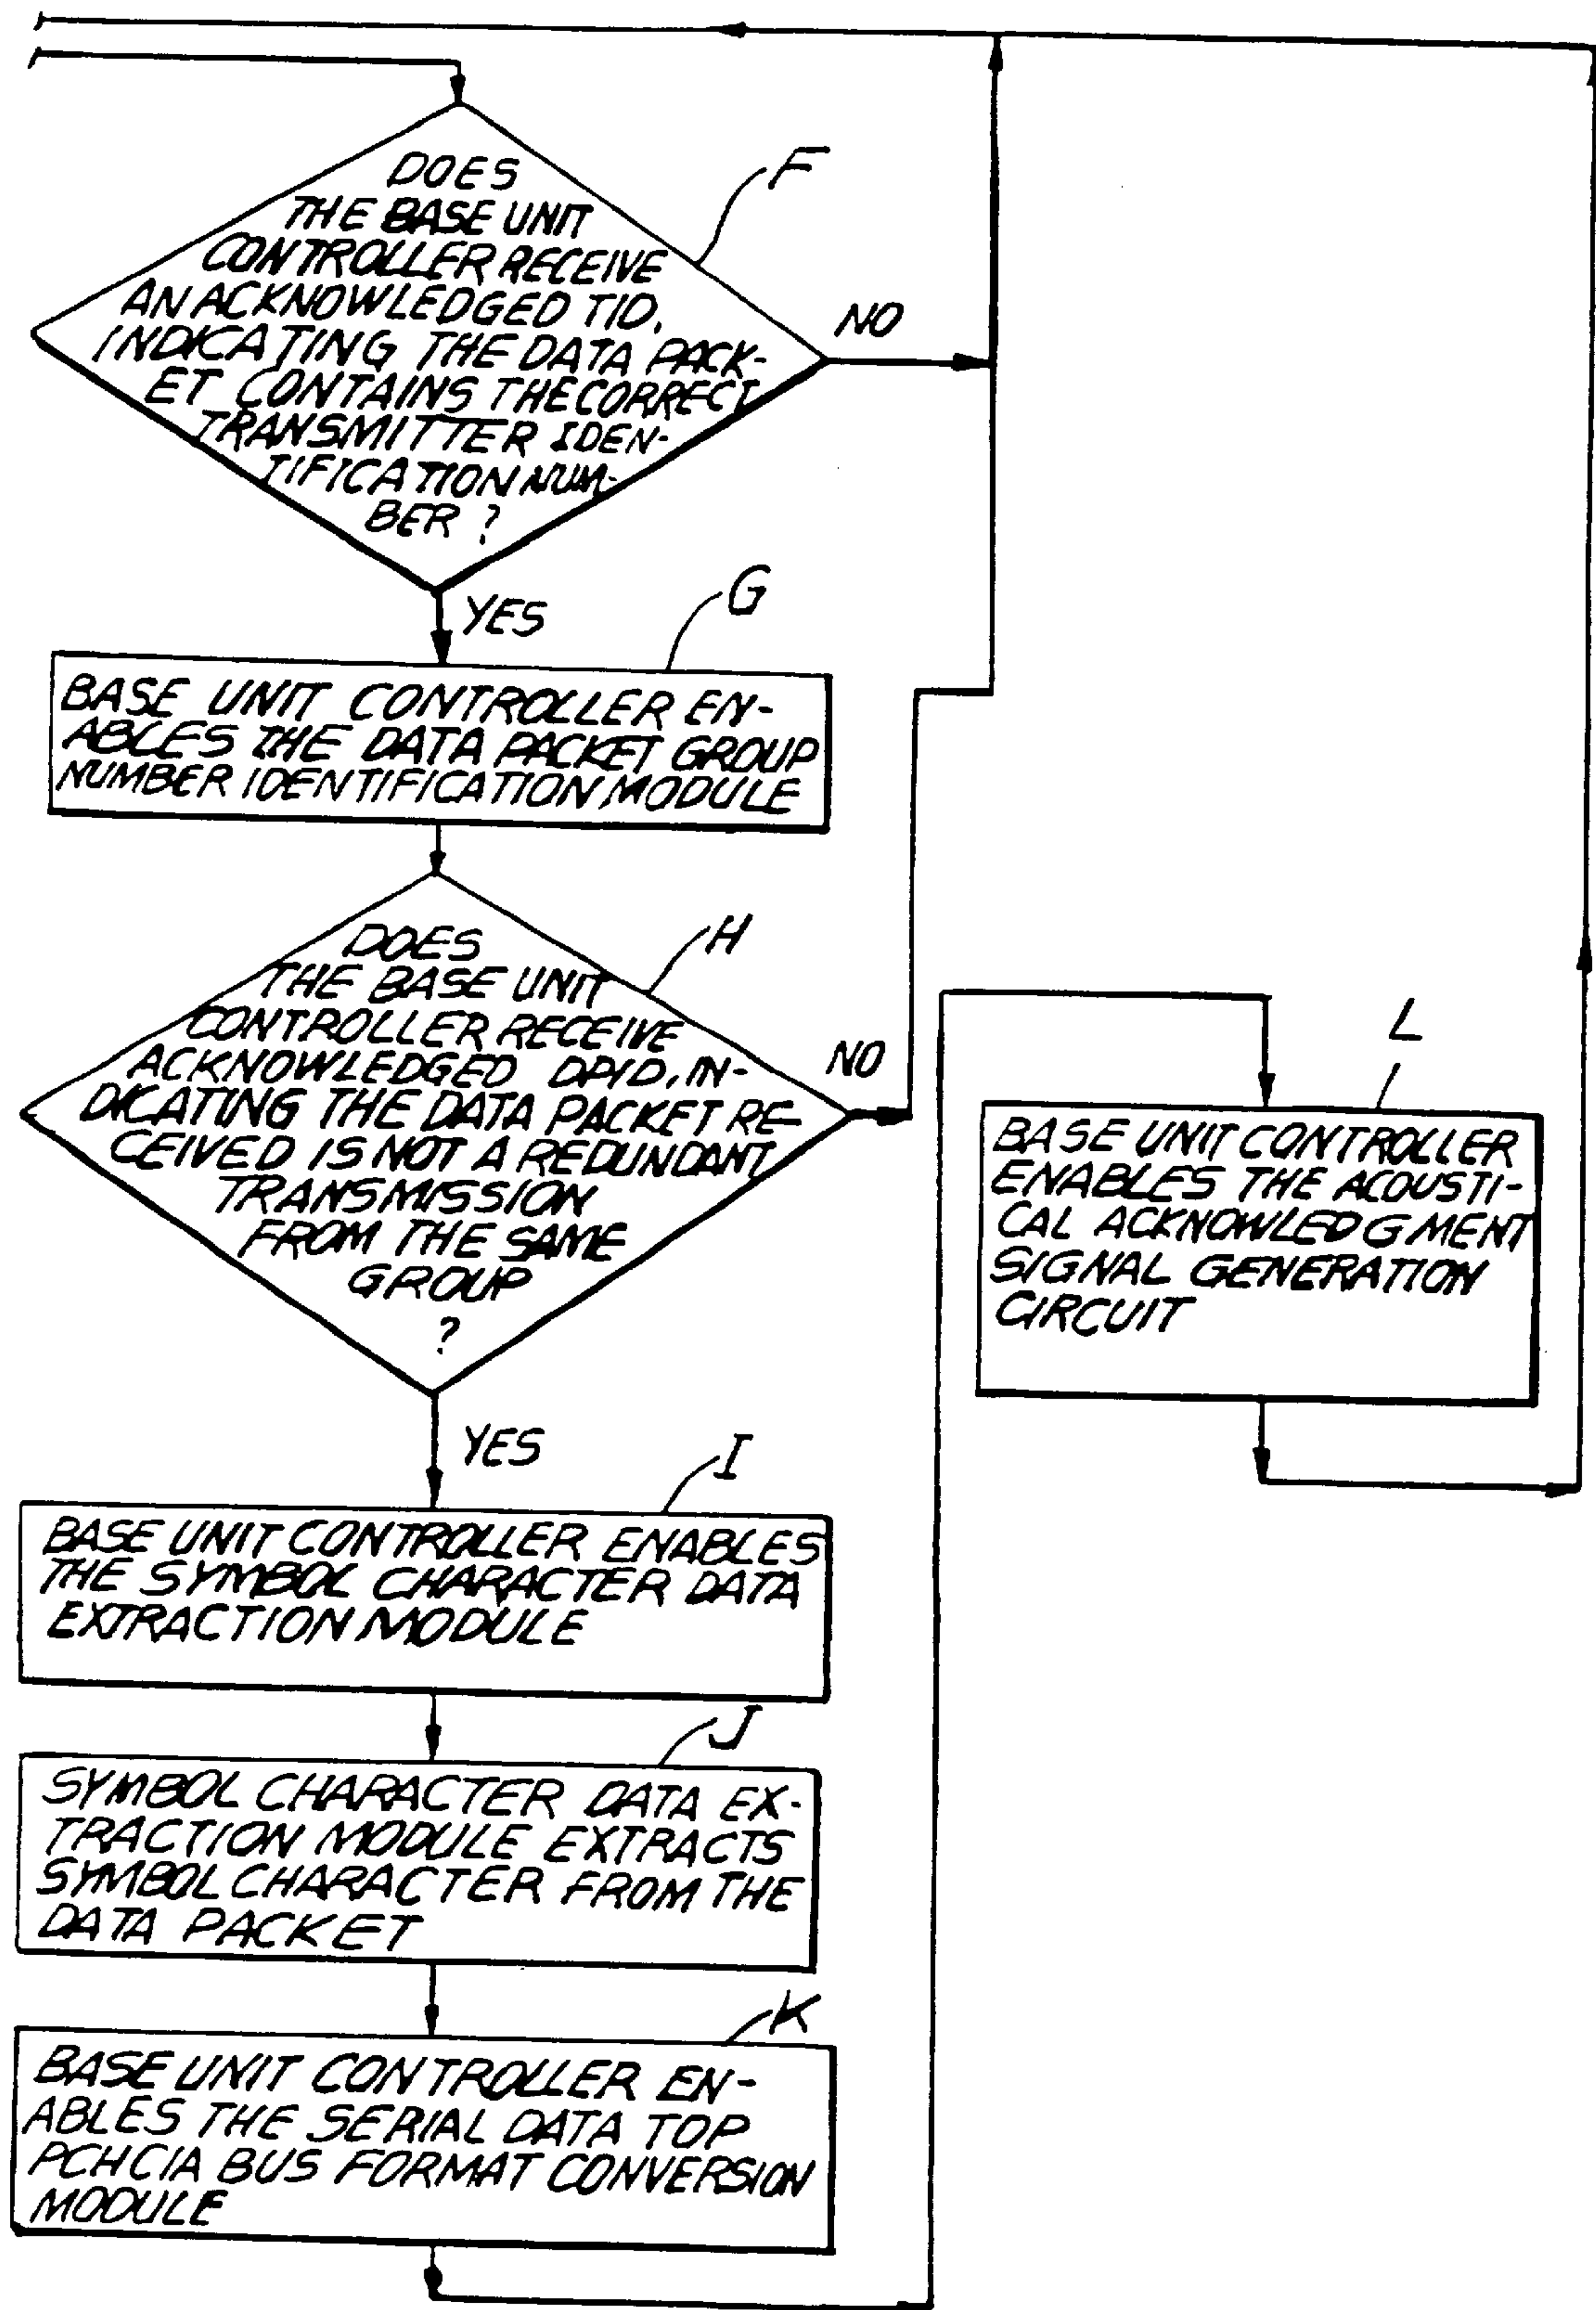 DOES
F
THE BASE UNIT
CONTROLLER RECEIVE
AN ACKNOWLEDGED TID,
INDICATING THE DATA PACK-
ET CONTAINS THE CORRECT
TRANSMITTER IDEN-
TIFICATION NUM-
BER ?
NO
YES
G
BASE UNIT CONTROLLER EN-
ABLES THE DATA PACKET GROUP
NUMBER IDENTIFICATION MODULE
H
DOES
THE BASE UNIT
CONTROLLER RECEIVE
ACKNOWLEDGED DPID, IN-
DICATING THE DATA PACKET RE-
CEIVED IS NOT A REDUNDANT
TRANSMISSION
FROM THE SAME
GROUP
?
NO
YES
I
BASE UNIT CONTROLLER ENABLES
THE SYMBOL CHARACTER DATA
EXTRACTION MODULE
J
SYMBOL CHARACTER DATA EX-
TRACTION MODULE EXTRACTS
SYMBOL CHARACTER FROM THE
DATA PACKET
K
BASE UNIT CONTROLLER EN-
ABLES THE SERIAL DATA TOP
PCHCIA BUS FORMAT CONVERSION
MODULE
L
BASE UNIT CONTROLLER
ENABLES THE ACOUSTI-
CAL ACKNOWLEDGMENT
SIGNAL GENERATION
CIRCUIT